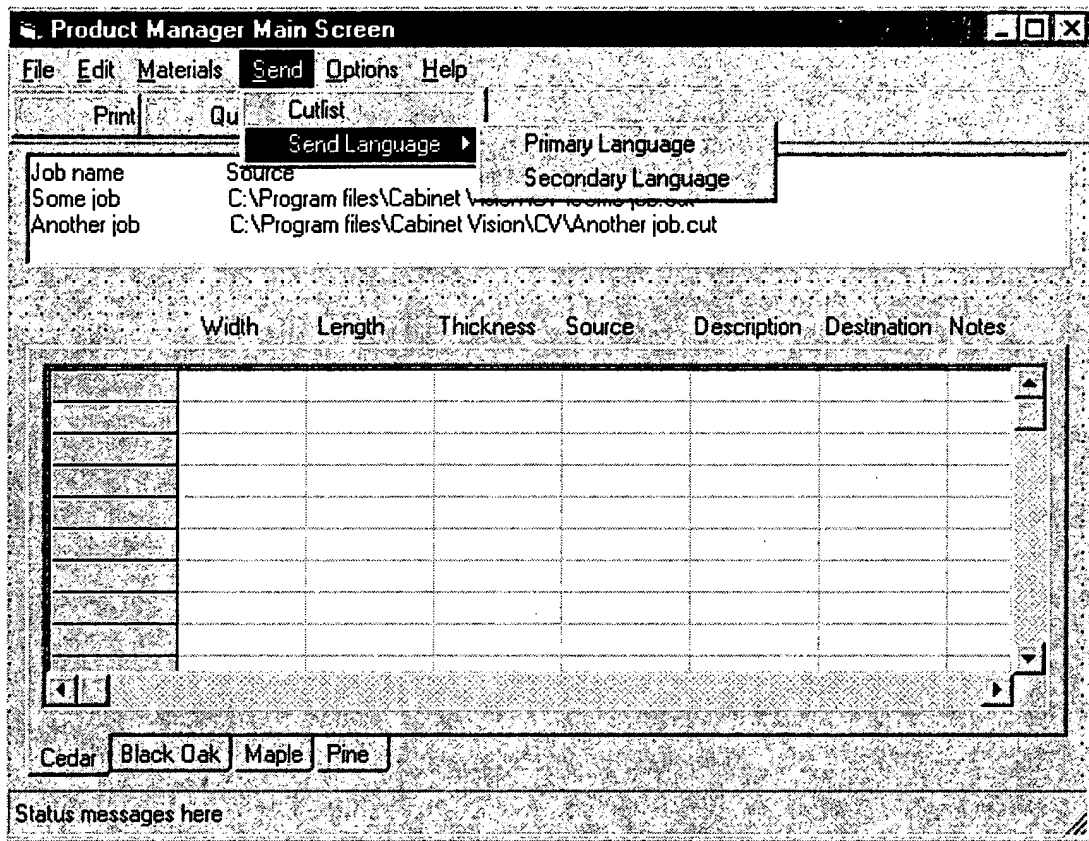 Product Manager Main Screen
File Edit Materials Send Options Help
Print Qu Cutlist
Send Language Primary Language
Secondary Language
Job name Source
Some job C:\Program files\Cabinet
Another job C:\Program files\Cabinet Vision\CV\Another job.cut
Width Length Thickness Source Description Destination Notes
Cedar Black Oak Maple Pine
Status messages here